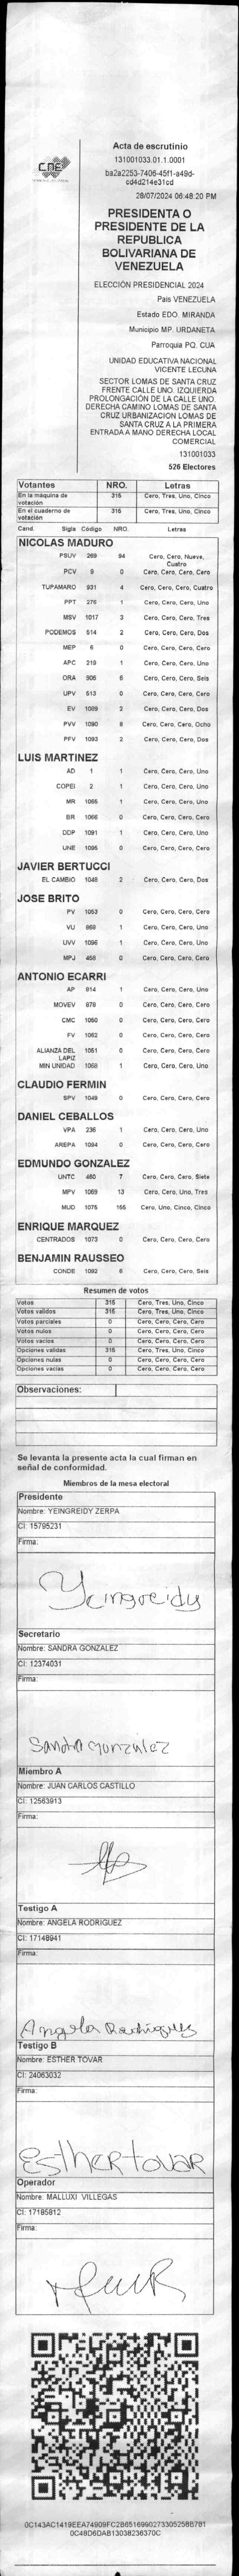 CNE
Acta de escrutinio
131001033.01.1.0001
ba2a2253-7406-45f1-a49d-
cd4d214e31cd
28/07/2024 06:48:20 PM
PRESIDENTA O
PRESIDENTE DE LA
REPUBLICA
BOLIVARIANA DE
VENEZUELA
ELECCIÓN PRESIDENCIAL 2024
Pais VENEZUELA
Estado EDO. MIRANDA
Municipio MP. URDANETA
Parroquia PQ. CUA
UNIDAD EDUCATIVA NACIONAL
VICENTE LECUNA
SECTOR LOMAS DE SANTA CRUZ
FRENTE CALLE UNO. IZQUIERDA
PROLONGACIÓN DE LA CALLE UNO.
DERECHA CAMINO LOMAS DE SANTA
CRUZ URBANIZACION LOMAS DE
SANTA CRUZ A LA PRIMERA
ENTRADA A MANO DERECHA LOCAL
COMERCIAL
131001033
526 Electores
Votantes NRO. Letras
En la máquina de
votación 315 Cero, Tres, Uno, Cinco
En el cuaderno de
votación 315 Cero, Tres, Uno, Cinco
Cand. Sigla Código NRO. Letras
NICOLAS MADURO
PSUV 269 94 Cero, Cero, Nueve,
Cuatro
PCV 9 0 Cero, Cero, Cero, Cero
TUPAMARO 931 4 Cero, Cero, Cero, Cuatro
PPT 276 1 Cero, Cero, Cero, Uno
MSV 1017 3 Cero, Cero, Cero, Tres
PODEMOS 514 2 Cero, Cero, Cero, Dos
MEP 6 0 Cero, Cero, Cero, Cero
APC 219 1 Cero, Cero, Cero, Uno
ORA 906 6 Cero, Cero, Cero, Seis
UPV 513 0 Cero, Cero, Cero, Cero
EV 1089 2 Cero, Cero, Cero, Dos
PVV 1090 8 Cero, Cero, Cero, Ocho
PFV 1093 2 Cero, Cero, Cero, Dos
LUIS MARTINEZ
AD 1 1 Cero, Cero, Cero, Uno
COPEI 2 1 Cero, Cero, Cero, Uno
MR 1065 1 Cero, Cero, Cero, Uno
BR 1066 0 Cero, Cero, Cero, Cero
DDP 1091 1 Cero, Cero, Cero, Uno
UNE 1095 0 Cero, Cero, Cero, Cero
JAVIER BERTUCCI
EL CAMBIO 1048 2 Cero, Cero, Cero, Dos
JOSE BRITO
PV 1053 0 Cero, Cero, Cero, Cero
VU 868 1 Cero, Cero, Cero, Uno
UVV 1096 1 Cero, Cero, Cero, Uno
MPJ 458 0 Cero, Cero, Cero, Cero
ANTONIO ECARRI
AP 914 1 Cero, Cero, Cero, Uno
MOVEV 978 0 Cero, Cero, Cero, Cero
CMC 1050 0 Cero, Cero, Cero, Cero
FV 1062 0 Cero, Cero, Cero, Cero
ALIANZA DEL 1051 0 Cero, Cero, Cero, Cero
LAPIZ
MIN UNIDAD 1068 1 Cero, Cero, Cero, Uno
CLAUDIO FERMIN
SPV 1049 0 Cero, Cero, Cero, Cero
DANIEL CEBALLOS
VPA 236 1 Cero, Cero, Cero, Uno
AREPA 1094 0 Cero, Cero, Cero, Cero
EDMUNDO GONZALEZ
UNTC 460 7 Cero, Cero, Cero, Siete
MPV 1069 13 Cero, Cero, Uno, Tres
MUD 1075 155 Cero, Uno, Cinco, Cinco
ENRIQUE MARQUEZ
CENTRADOS 1073 0 Cero, Cero, Cero, Cero
BENJAMIN RAUSSEO
CONDE 1092 6 Cero, Cero, Cero, Seis
Resumen de votos
Votos 315 Cero, Tres, Uno, Cinco
Votos validos 315 Cero, Tres, Uno, Cinco
Votos parciales 0 Cero, Cero, Cero, Cero
Votos nulos 0 Cero, Cero, Cero, Cero
Votos vacios 0 Cero, Cero, Cero, Cero
Opciones validas 315 Cero, Tres, Uno, Cinco
Opciones nulas 0 Cero, Cero, Cero, Cero
Opciones vacias 0 Cero, Cero, Cero, Cero
Observaciones:
Se levanta la presente acta la cual firman en
señal de conformidad.
Miembros de la mesa electoral
Presidente
Nombre: YEINGREIDY ZERPA
CI: 15795231
Firma:
Yeingreidy
Secretario
Nombre: SANDRA GONZALEZ
CI: 12374031
Firma:
Sandra gonzalez
Miembro A
Nombre: JUAN CARLOS CASTILLO
CI: 12563913
Firma:
Testigo A
Nombre: ANGELA RODRIGUEZ
CI: 17148941
Firma:
Angela Rodriguez
Testigo B
Nombre: ESTHER TOVAR
CI: 24063032
Firma:
Esther tovar
Operador
Nombre: MALLUXI VILLEGAS
CI: 17185812
Firma:
0C143AC1419EEA74909FC2B6516990273305258B7B1
0C48D6DAB13038236370C